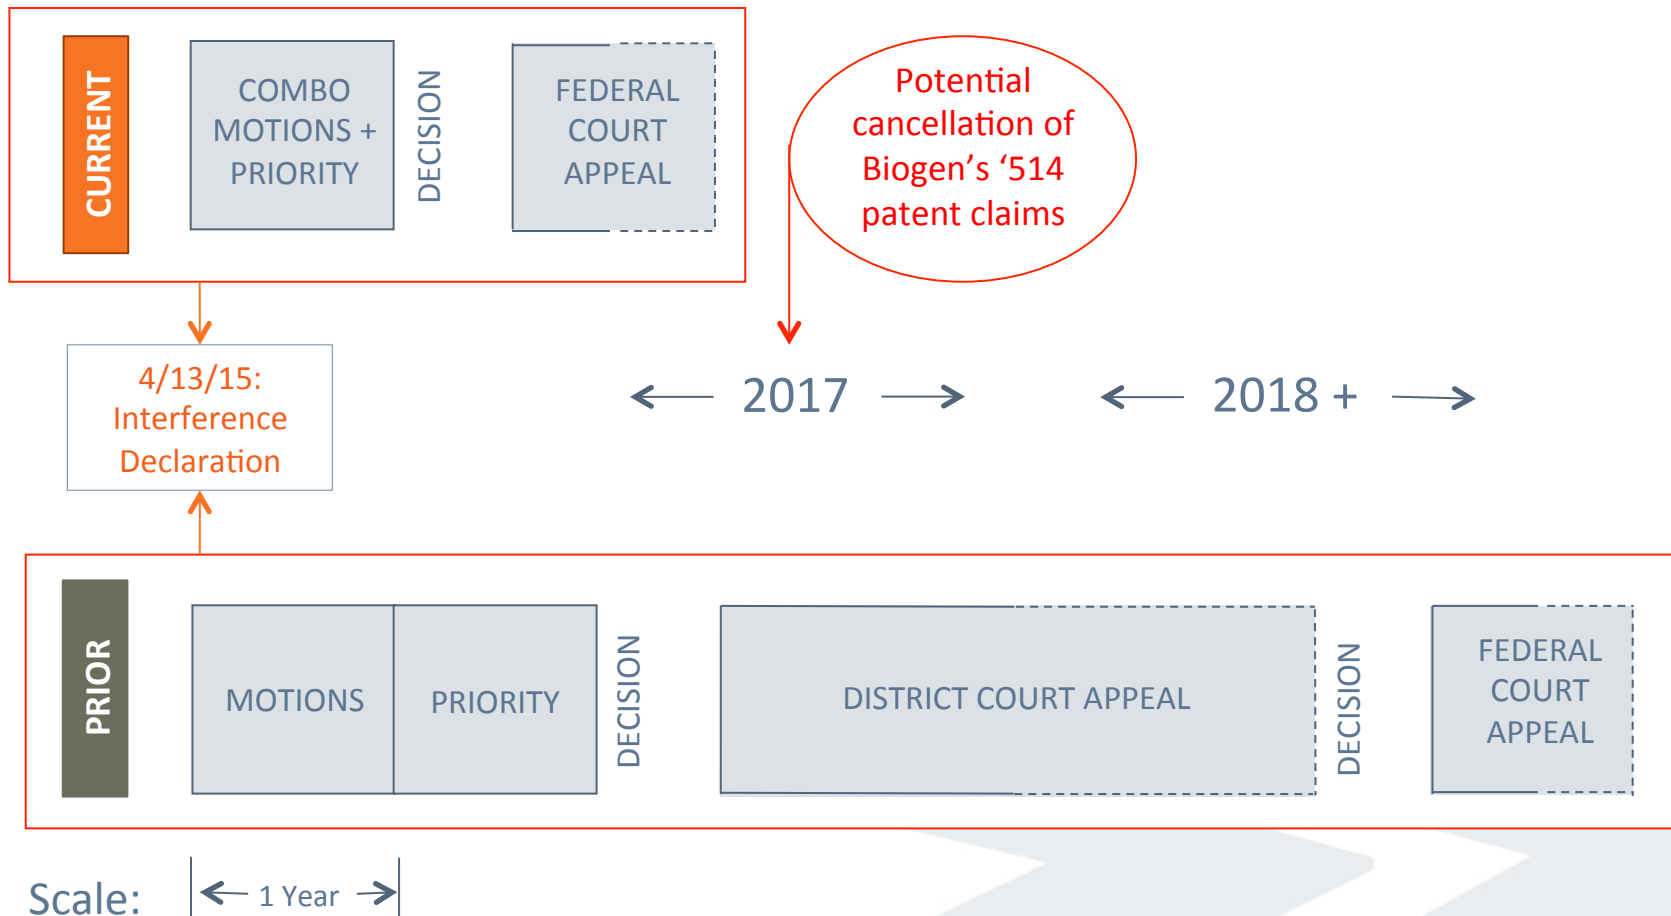 CURRENT
COMBO
MOTIONS +
PRIORITY
DECISION
FEDERAL
COURT
APPEAL
Potential
cancellation of
Biogen’s ‘514
patent claims
4/13/15:
Interference
Declaration
2017
2018 +
PRIOR
MOTIONS
PRIORITY
DECISION
DISTRICT COURT APPEAL
DECISION
FEDERAL
COURT
APPEAL
Scale:
1 Year